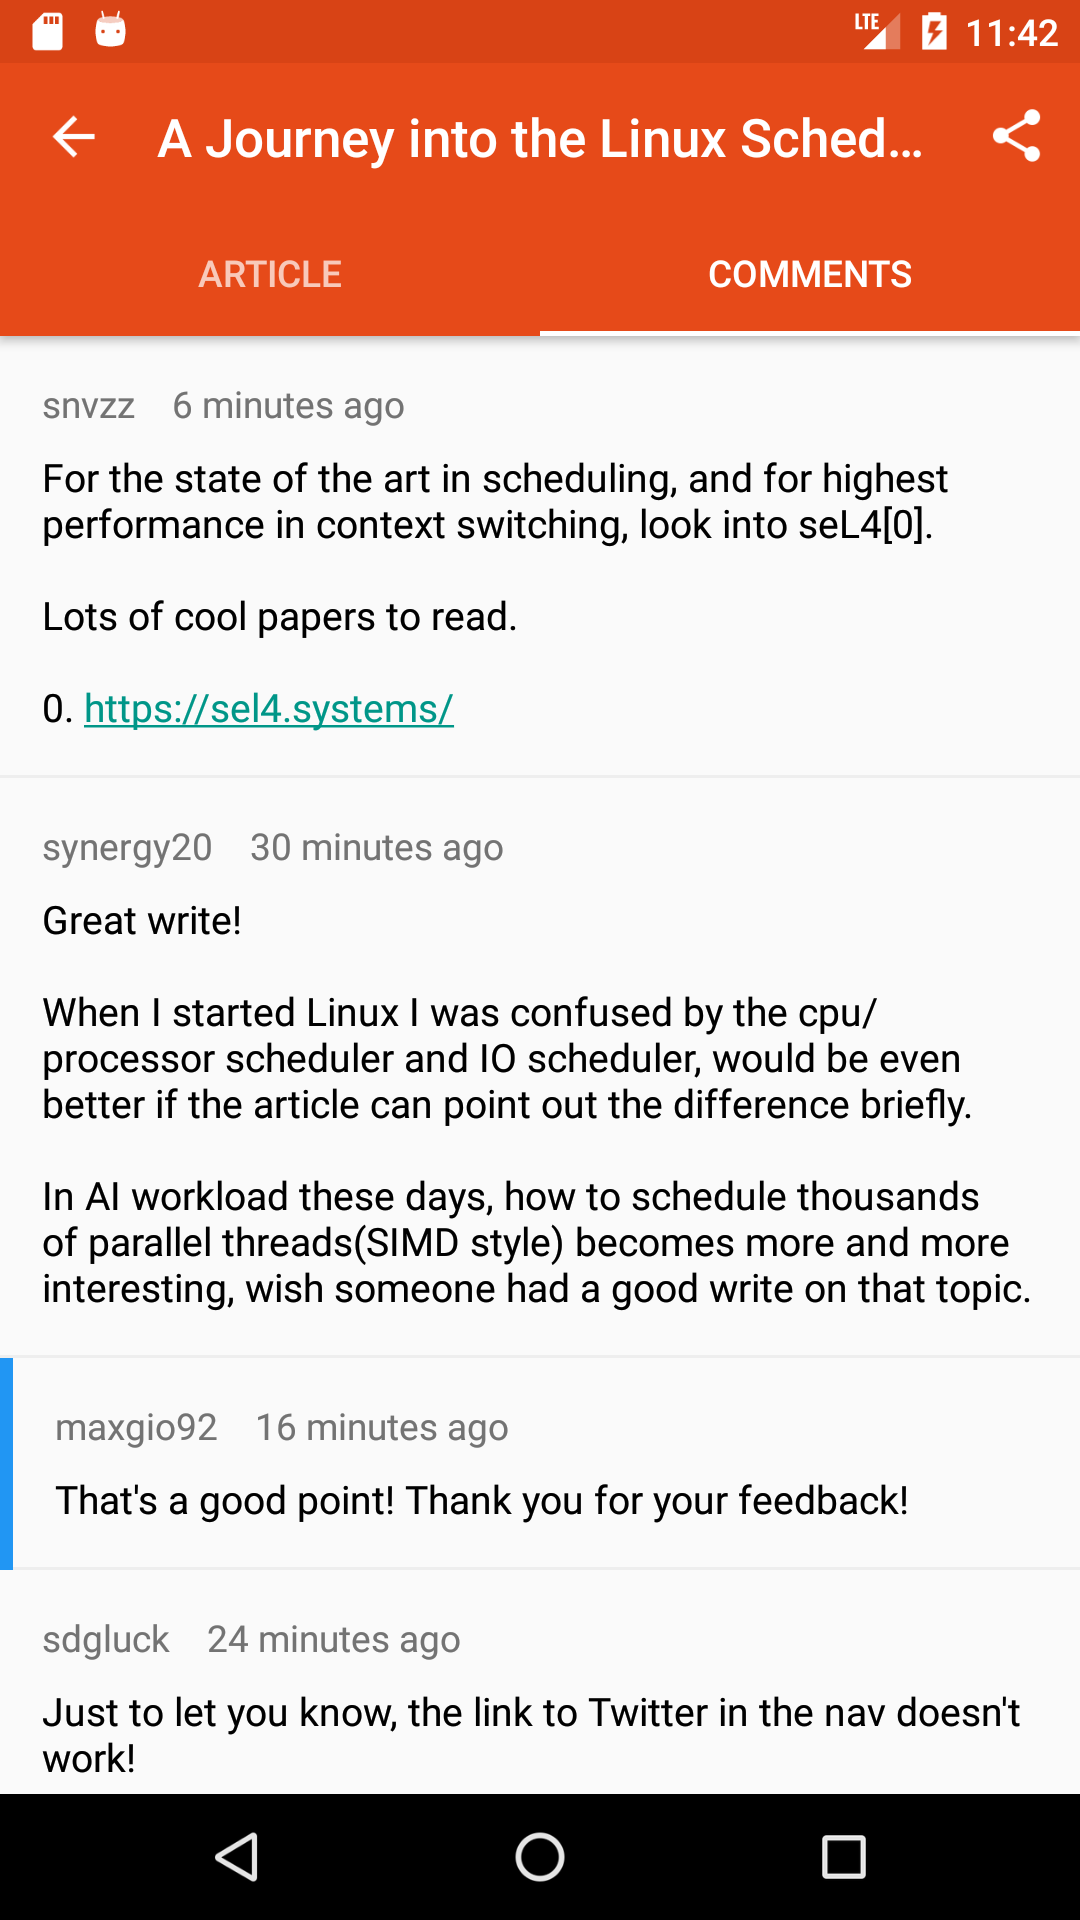 LTE 11:42
A Journey into the Linux Sched...
ARTICLE COMMENTS
snvzz 6 minutes ago
For the state of the art in scheduling, and for highest
performance in context switching, look into seL4[0].
Lots of cool papers to read.
0. https://sel4.systems/
synergy20 30 minutes ago
Great write!
When I started Linux I was confused by the cpu/
processor scheduler and IO scheduler, would be even
better if the article can point out the difference briefly.
In AI workload these days, how to schedule thousands
of parallel threads(SIMD style) becomes more and more
interesting, wish someone had a good write on that topic.
maxgio92 16 minutes ago
That's a good point! Thank you for your feedback!
sdgluck 24 minutes ago
Just to let you know, the link to Twitter in the nav doesn't
work!